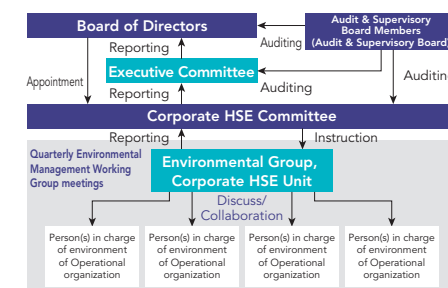 Board of Directors
Audit & Supervisory
Board Members
(Audit & Supervisory Board)
Reporting
Auditing
Executive Committee
Appointment
Reporting
Auditing
Auditin
Corporate HSE Committee
Reporting
Instruction
Quarterly Environmental
Management Working
Group meetings
Environmental Group,
Corporate HSE Unit
Discuss/
Collaboration
Person(s) in charge
of environment
of Operational
organization
Person(s) in charge
of environment
of Operational
organization
Person(s) in charge
of environment
of Operational
organization
Person(s) in charge
of environment
of Operational
organization